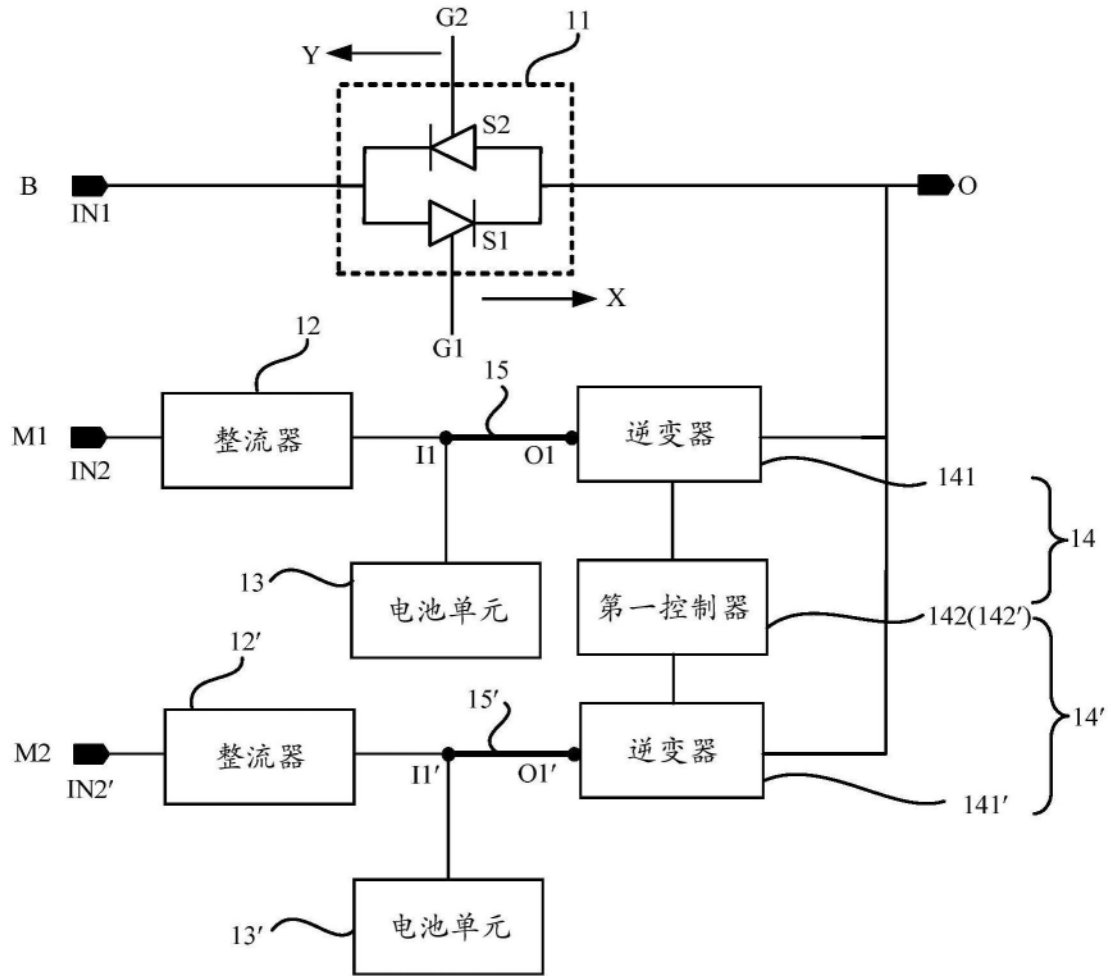 G2
11
Y
S2
B
IN1
O
S1
X
G1
12
15
M1
IN2
整流器
I1
O1
逆变器
141
14
13
电池单元
第一控制器
142(142′)
12′
15′
14′
M2
IN2′
整流器
I1′
O1′
逆变器
141′
13′
电池单元